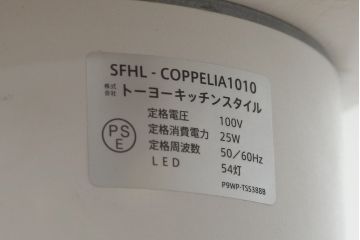 SFHL - COPPELIA1010
株式会社 トーヨーキッチンスタイル
定格電圧 100V
定格消費電力 25W
定格周波数 50/60Hz
LED 54灯
PSE
P9WP-TS5388B